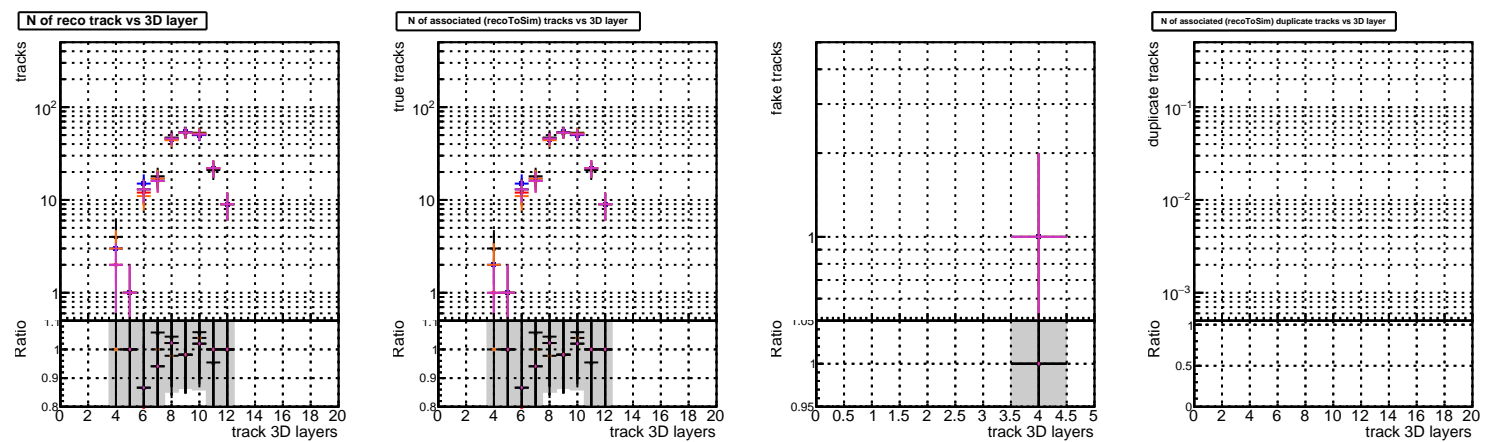 N of reco track vs 3D layer
tracks
10²
10
1
Ratio
1.1
1
0.9
0.8
0 2 4 6 8 10 12 14 16 18 20
track 3D layers
N of associated (recoToSim) tracks vs 3D layer
true tracks
10²
10
1
Ratio
1.1
1
0.9
0.8
0 2 4 6 8 10 12 14 16 18 20
track 3D layers
fake tracks
1
Ratio
1.05
1
0.95
0 0.5 1 1.5 2 2.5 3 3.5 4 4.5 5
track 3D layers
N of associated (recoToSim) duplicate tracks vs 3D layer
duplicate tracks
10⁻¹
10⁻²
10⁻³
Ratio
1
0.5
0
0 2 4 6 8 10 12 14 16 18 20
track 3D layers